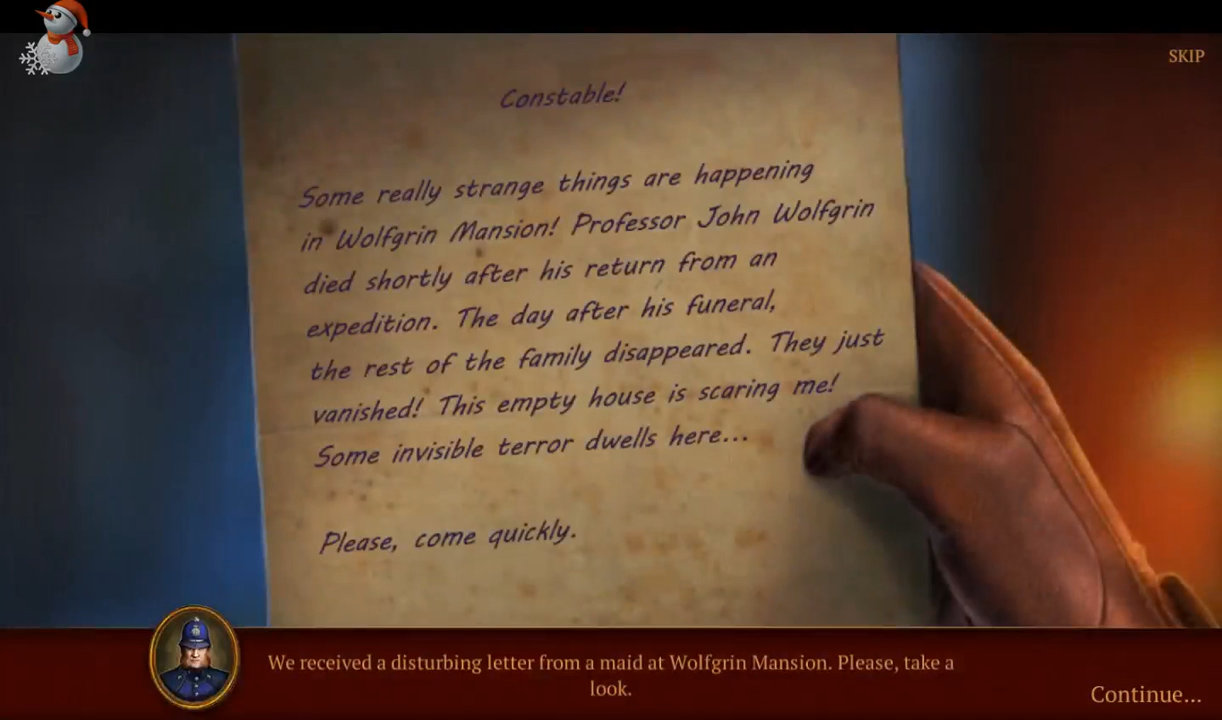 SKIP
Constable!
Some really strange things are happening
in Wolfgrin Mansion! Professor John Wolfgrin
died shortly after his return from an
expedition. The day after his funeral,
the rest of the family disappeared. They just
vanished! This empty house is scaring me!
Some invisible terror dwells here...
Please, come quickly.
We received a disturbing letter from a maid at Wolfgrin Mansion. Please, take a
look.
Continue...